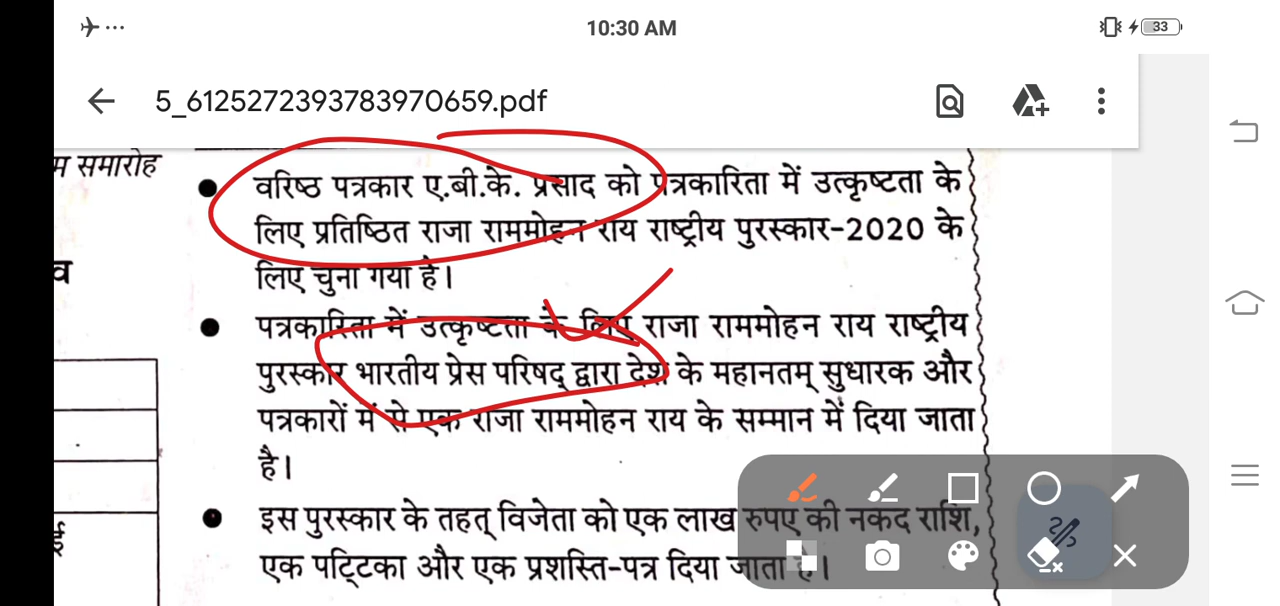 10:30 AM
33
5_6125272393783970659.pdf
म समारोह
● वरिष्ठ पत्रकार ए.बी.के. प्रसाद को पत्रकारिता में उत्कृष्टता के
लिए प्रतिष्ठित राजा राममोहन राय राष्ट्रीय पुरस्कार-2020 के
व
लिए चुना गया है।
● पत्रकारिता में उत्कृष्टता के लिए राजा राममोहन राय राष्ट्रीय
पुरस्कार भारतीय प्रेस परिषद् द्वारा देश के महानतम् सुधारक और
पत्रकारों में से एक राजा राममोहन राय के सम्मान में दिया जाता
है।
● इस पुरस्कार के तहत् विजेता को एक लाख रुपए की नकद राशि,
ई
एक पट्टिका और एक प्रशस्ति-पत्र दिया जाता है।